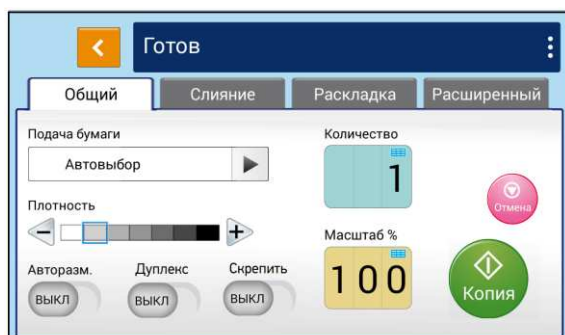 Готов
Общий Слияние Раскладка Расширенный
Подача бумаги
Автовыбор
Количество
1
Отмена
Плотность
Масштаб %
100
Авторазм. Дуплекс Скрепить
ВЫКЛ ВЫКЛ ВЫКЛ
Копия